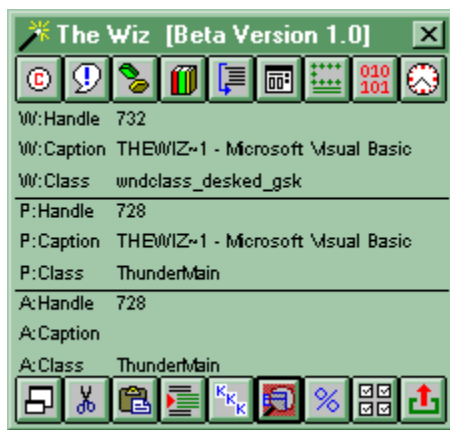 The Wiz [Beta Version 1.0]
010
101
W:Handle 732
W:Caption THEWIZ~1 - Microsoft Visual Basic
W:Class wndclass_desked_gsk
P:Handle 728
P:Caption THEWIZ~1 - Microsoft Visual Basic
P:Class ThunderMain
A:Handle 728
A:Caption
A:Class ThunderMain
K K K %